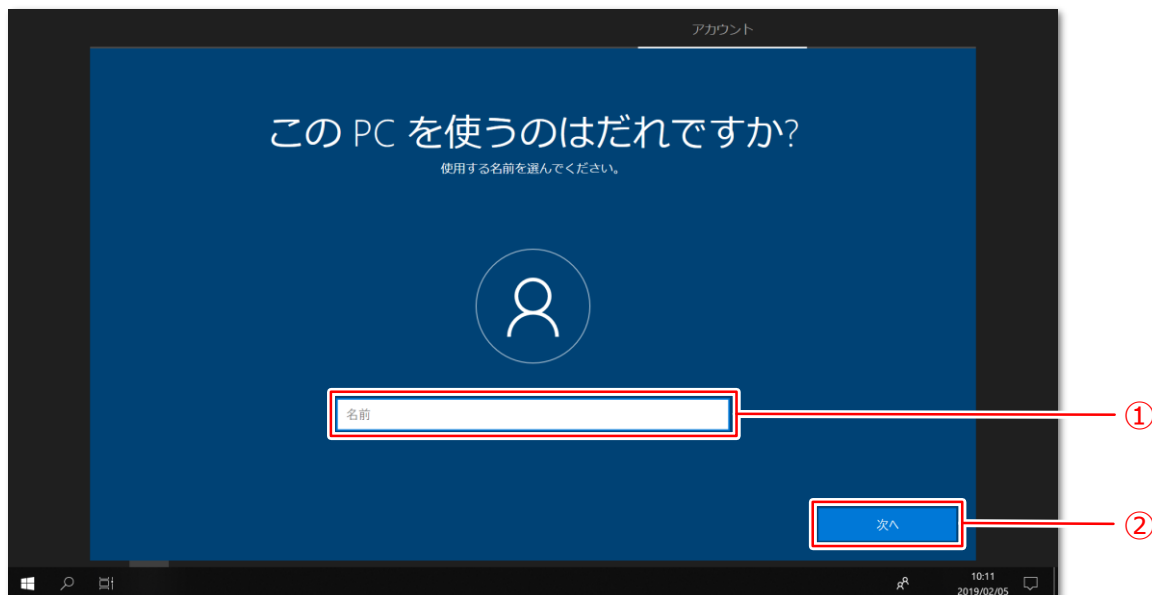 アカウント
この PC を使うのはだれですか?
使用する名前を選んでください。
名前
①
次へ
②
10:11
2019/02/05